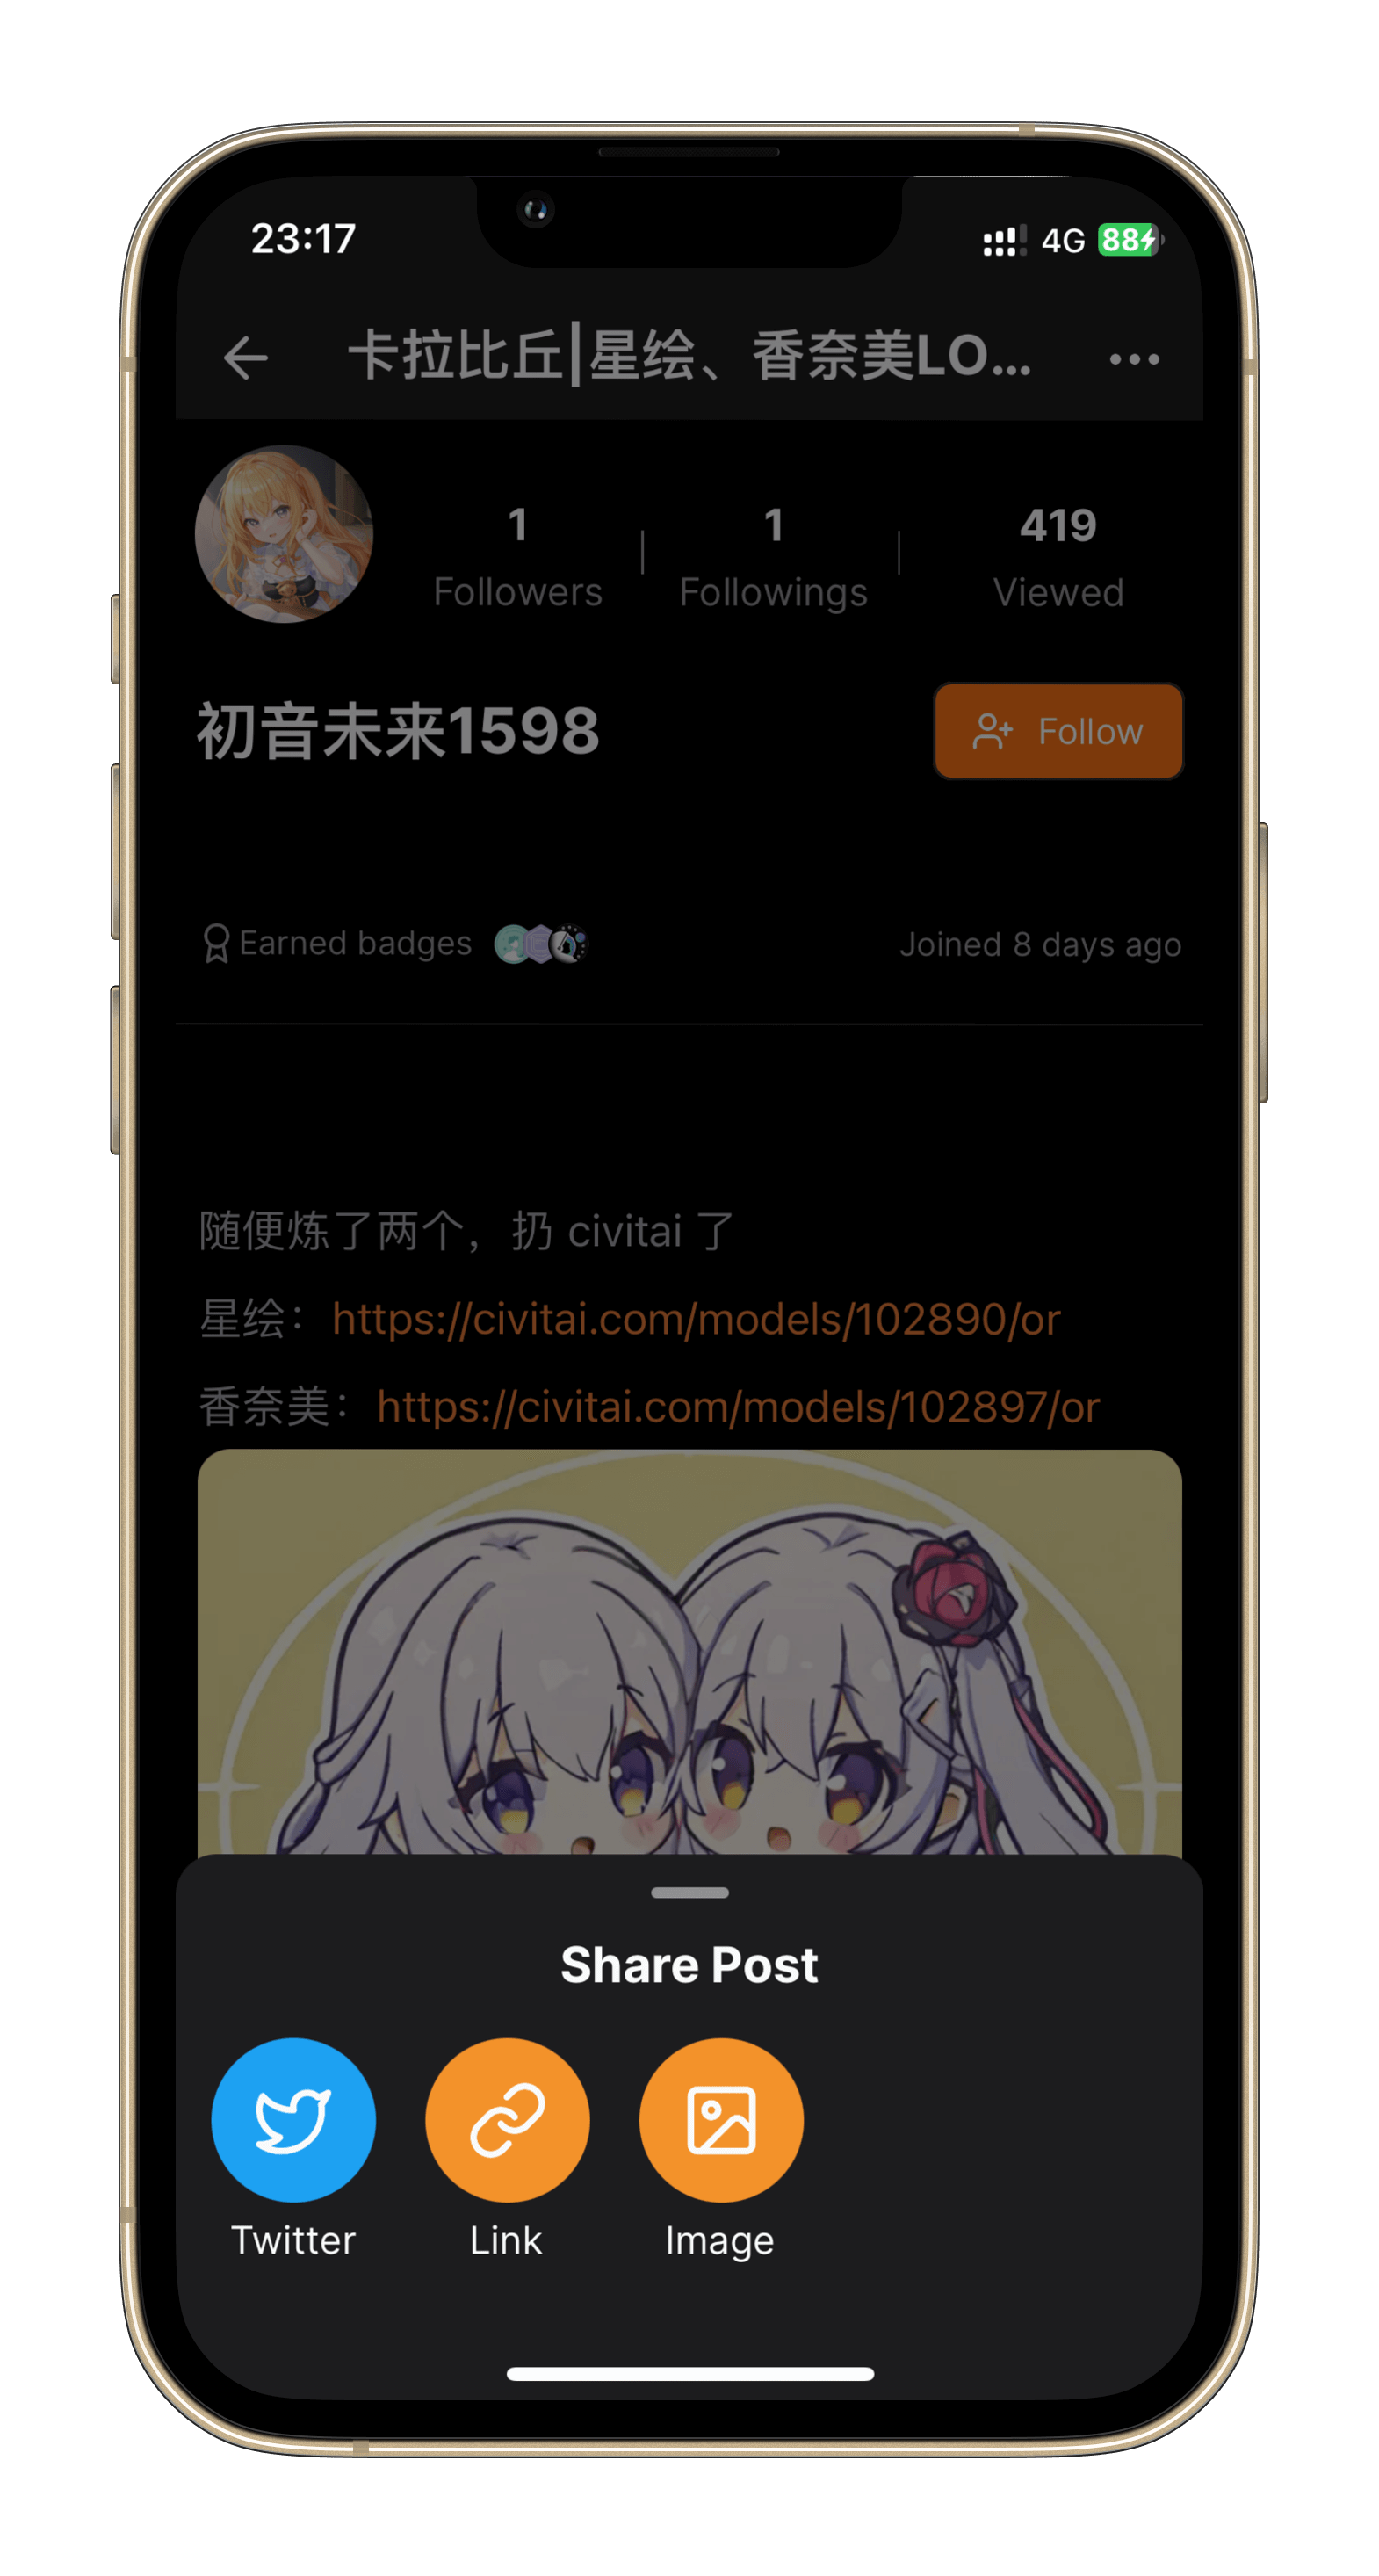 23:17 4G 88
卡拉比丘|星绘、香奈美LO...
1 1 419
Followers Followings Viewed
初音未来1598 Follow
Earned badges Joined 8 days ago
随便炼了两个，扔 civitai 了
星绘：https://civitai.com/models/102890/or
香奈美：https://civitai.com/models/102897/or
Share Post
Twitter Link Image